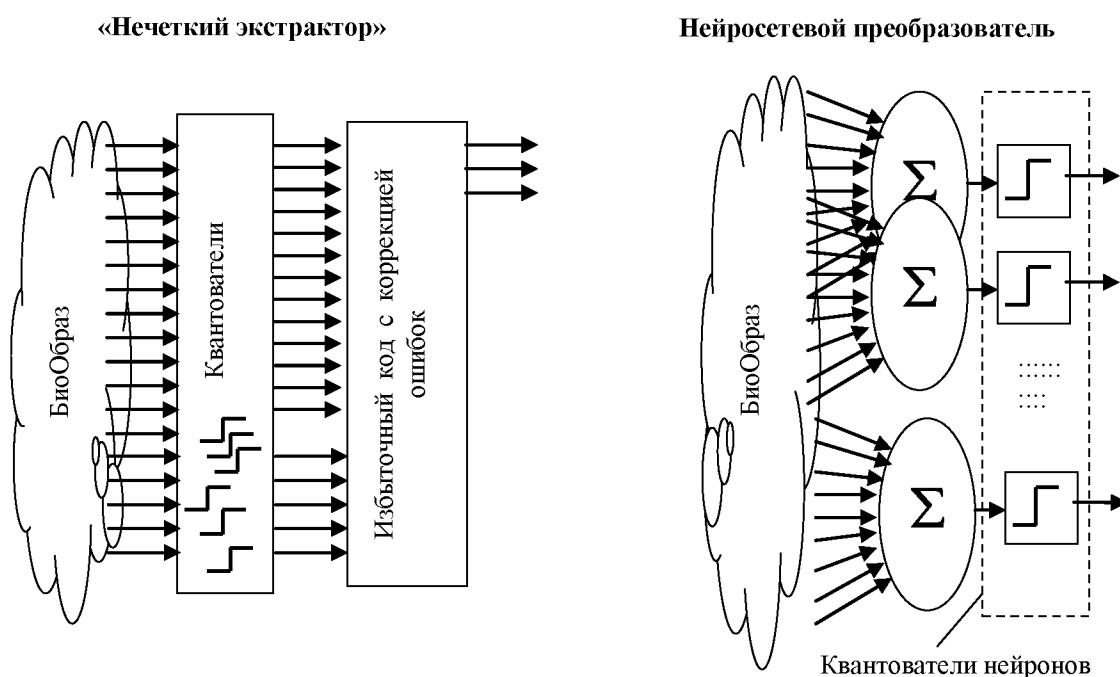 «Нечеткий экстрактор»
БиоОбраз
Квантователи
Избыточный код с коррекцией
ошибок
Нейросетевой преобразователь
БиоОбраз
Σ
Σ
Σ
Квантователи нейронов